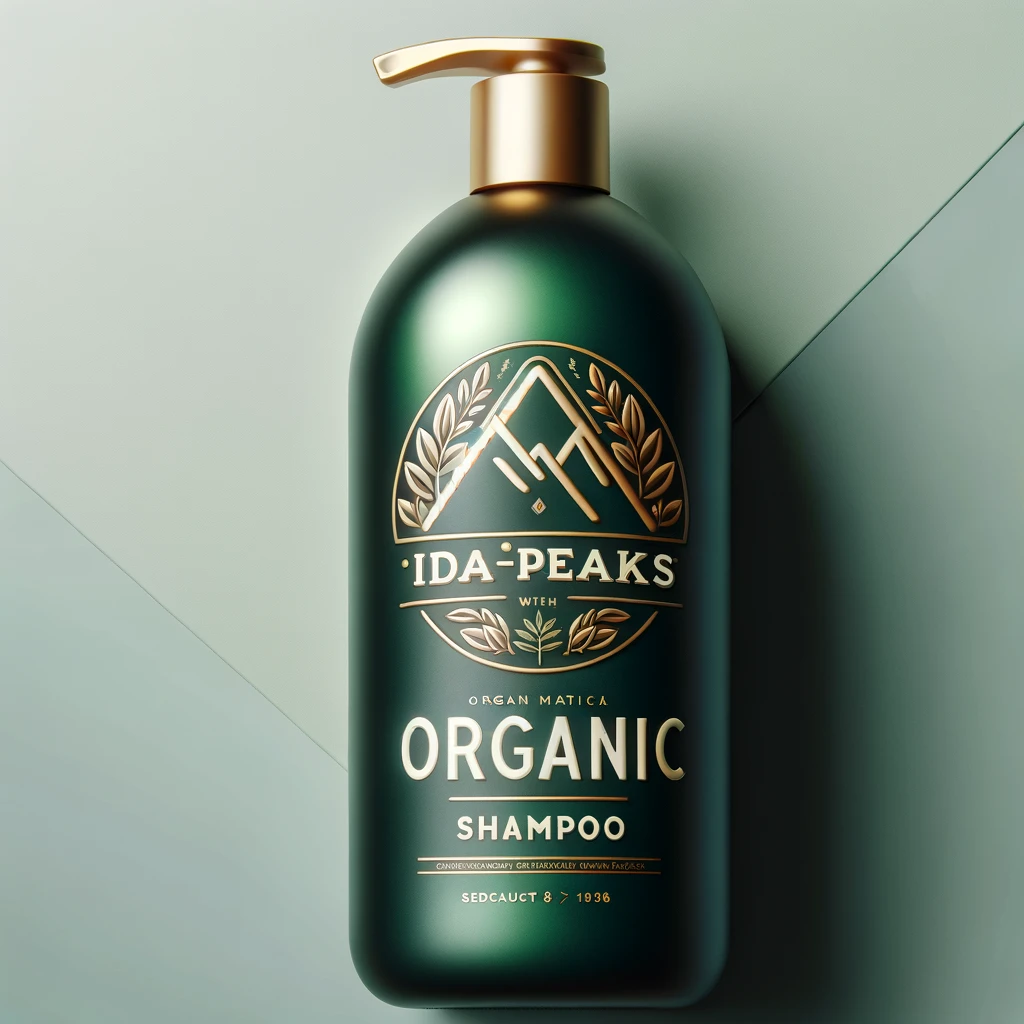 IDA-PEAKS
WTEH
ORGAN MATICA
ORGANIC
SHAMPOO
SEDCAUCT 8 > 1936